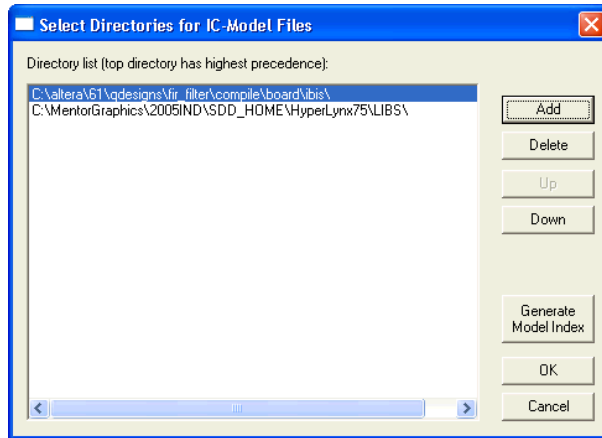 Select Directories for IC-Model Files
Directory list (top directory has highest precedence):
C:\altera\61\qdesigns\fir_filter\compile\board\ibis\
C:\MentorGraphics\2005IND\SDD_HOME\HyperLynx75\LIBS\
Add
Delete
Up
Down
Generate
Model Index
OK
Cancel